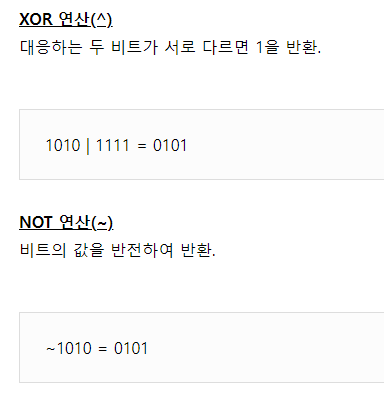 XOR 연산(^)
대응하는 두 비트가 서로 다르면 1을 반환.
1010 | 1111 = 0101
NOT 연산(~)
비트의 값을 반전하여 반환.
~1010 = 0101